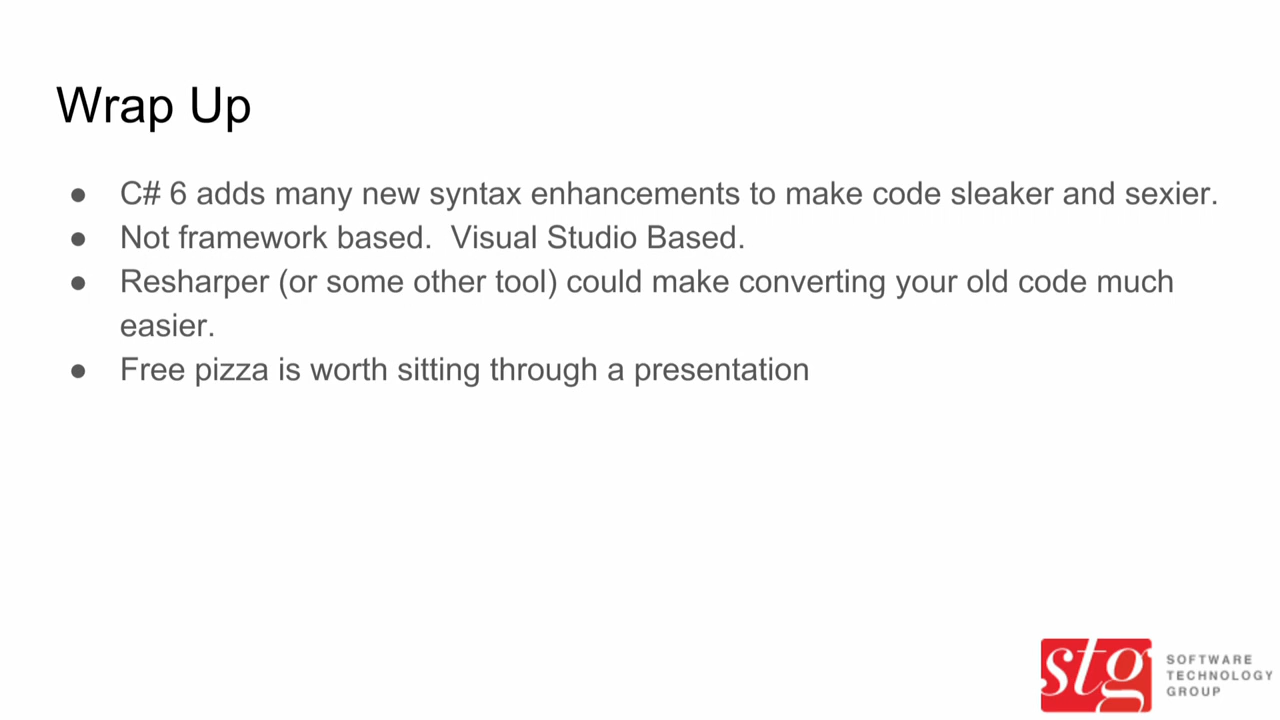 Wrap Up
● C# 6 adds many new syntax enhancements to make code sleaker and sexier.
● Not framework based.  Visual Studio Based.
● Resharper (or some other tool) could make converting your old code much
easier.
● Free pizza is worth sitting through a presentation
stg
SOFTWARE
TECHNOLOGY
GROUP